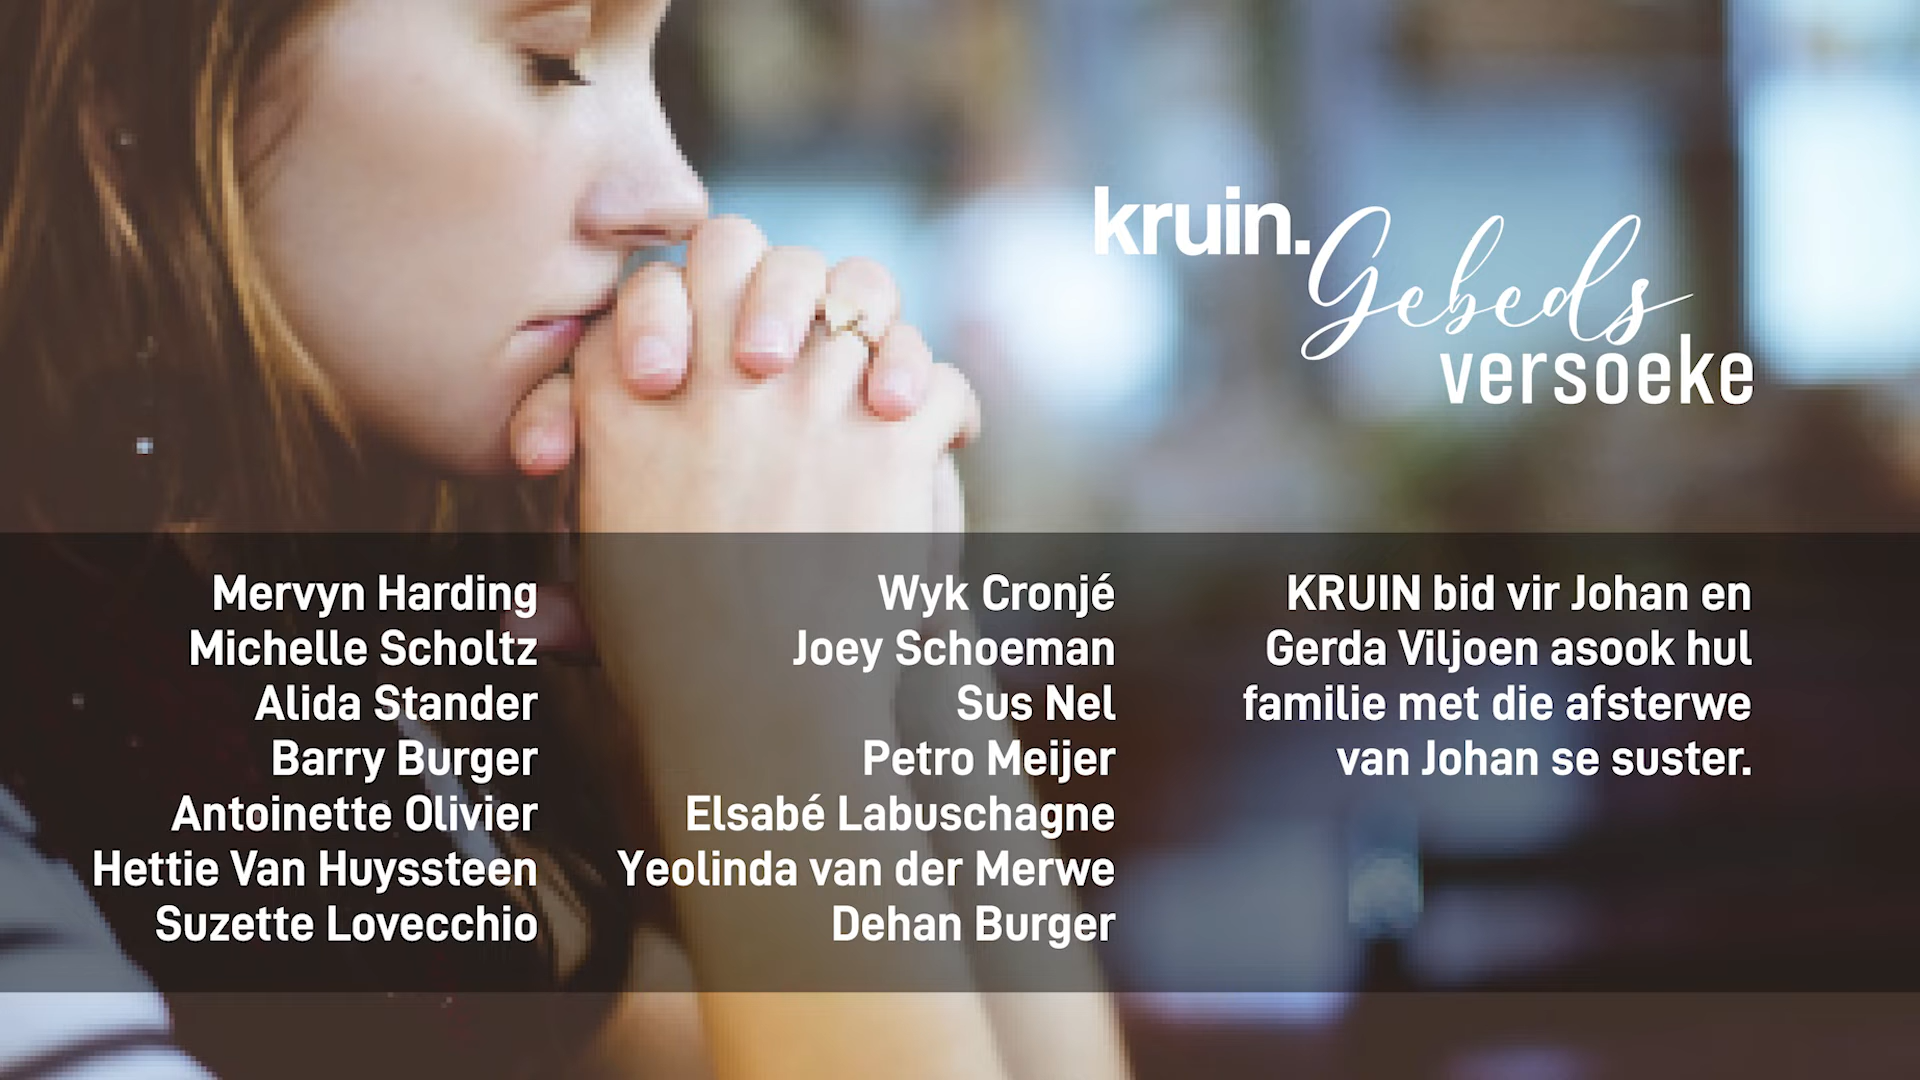 kruin.
Gebeds
versoeke
Mervyn Harding
Michelle Scholtz
Alida Stander
Barry Burger
Antoinette Olivier
Hettie Van Huyssteen
Suzette Lovecchio
Wyk Cronjé
Joey Schoeman
Sus Nel
Petro Meijer
Elsabé Labuschagne
Yeolinda van der Merwe
Dehan Burger
KRUIN bid vir Johan en
Gerda Viljoen asook hul
familie met die afsterwe
van Johan se suster.